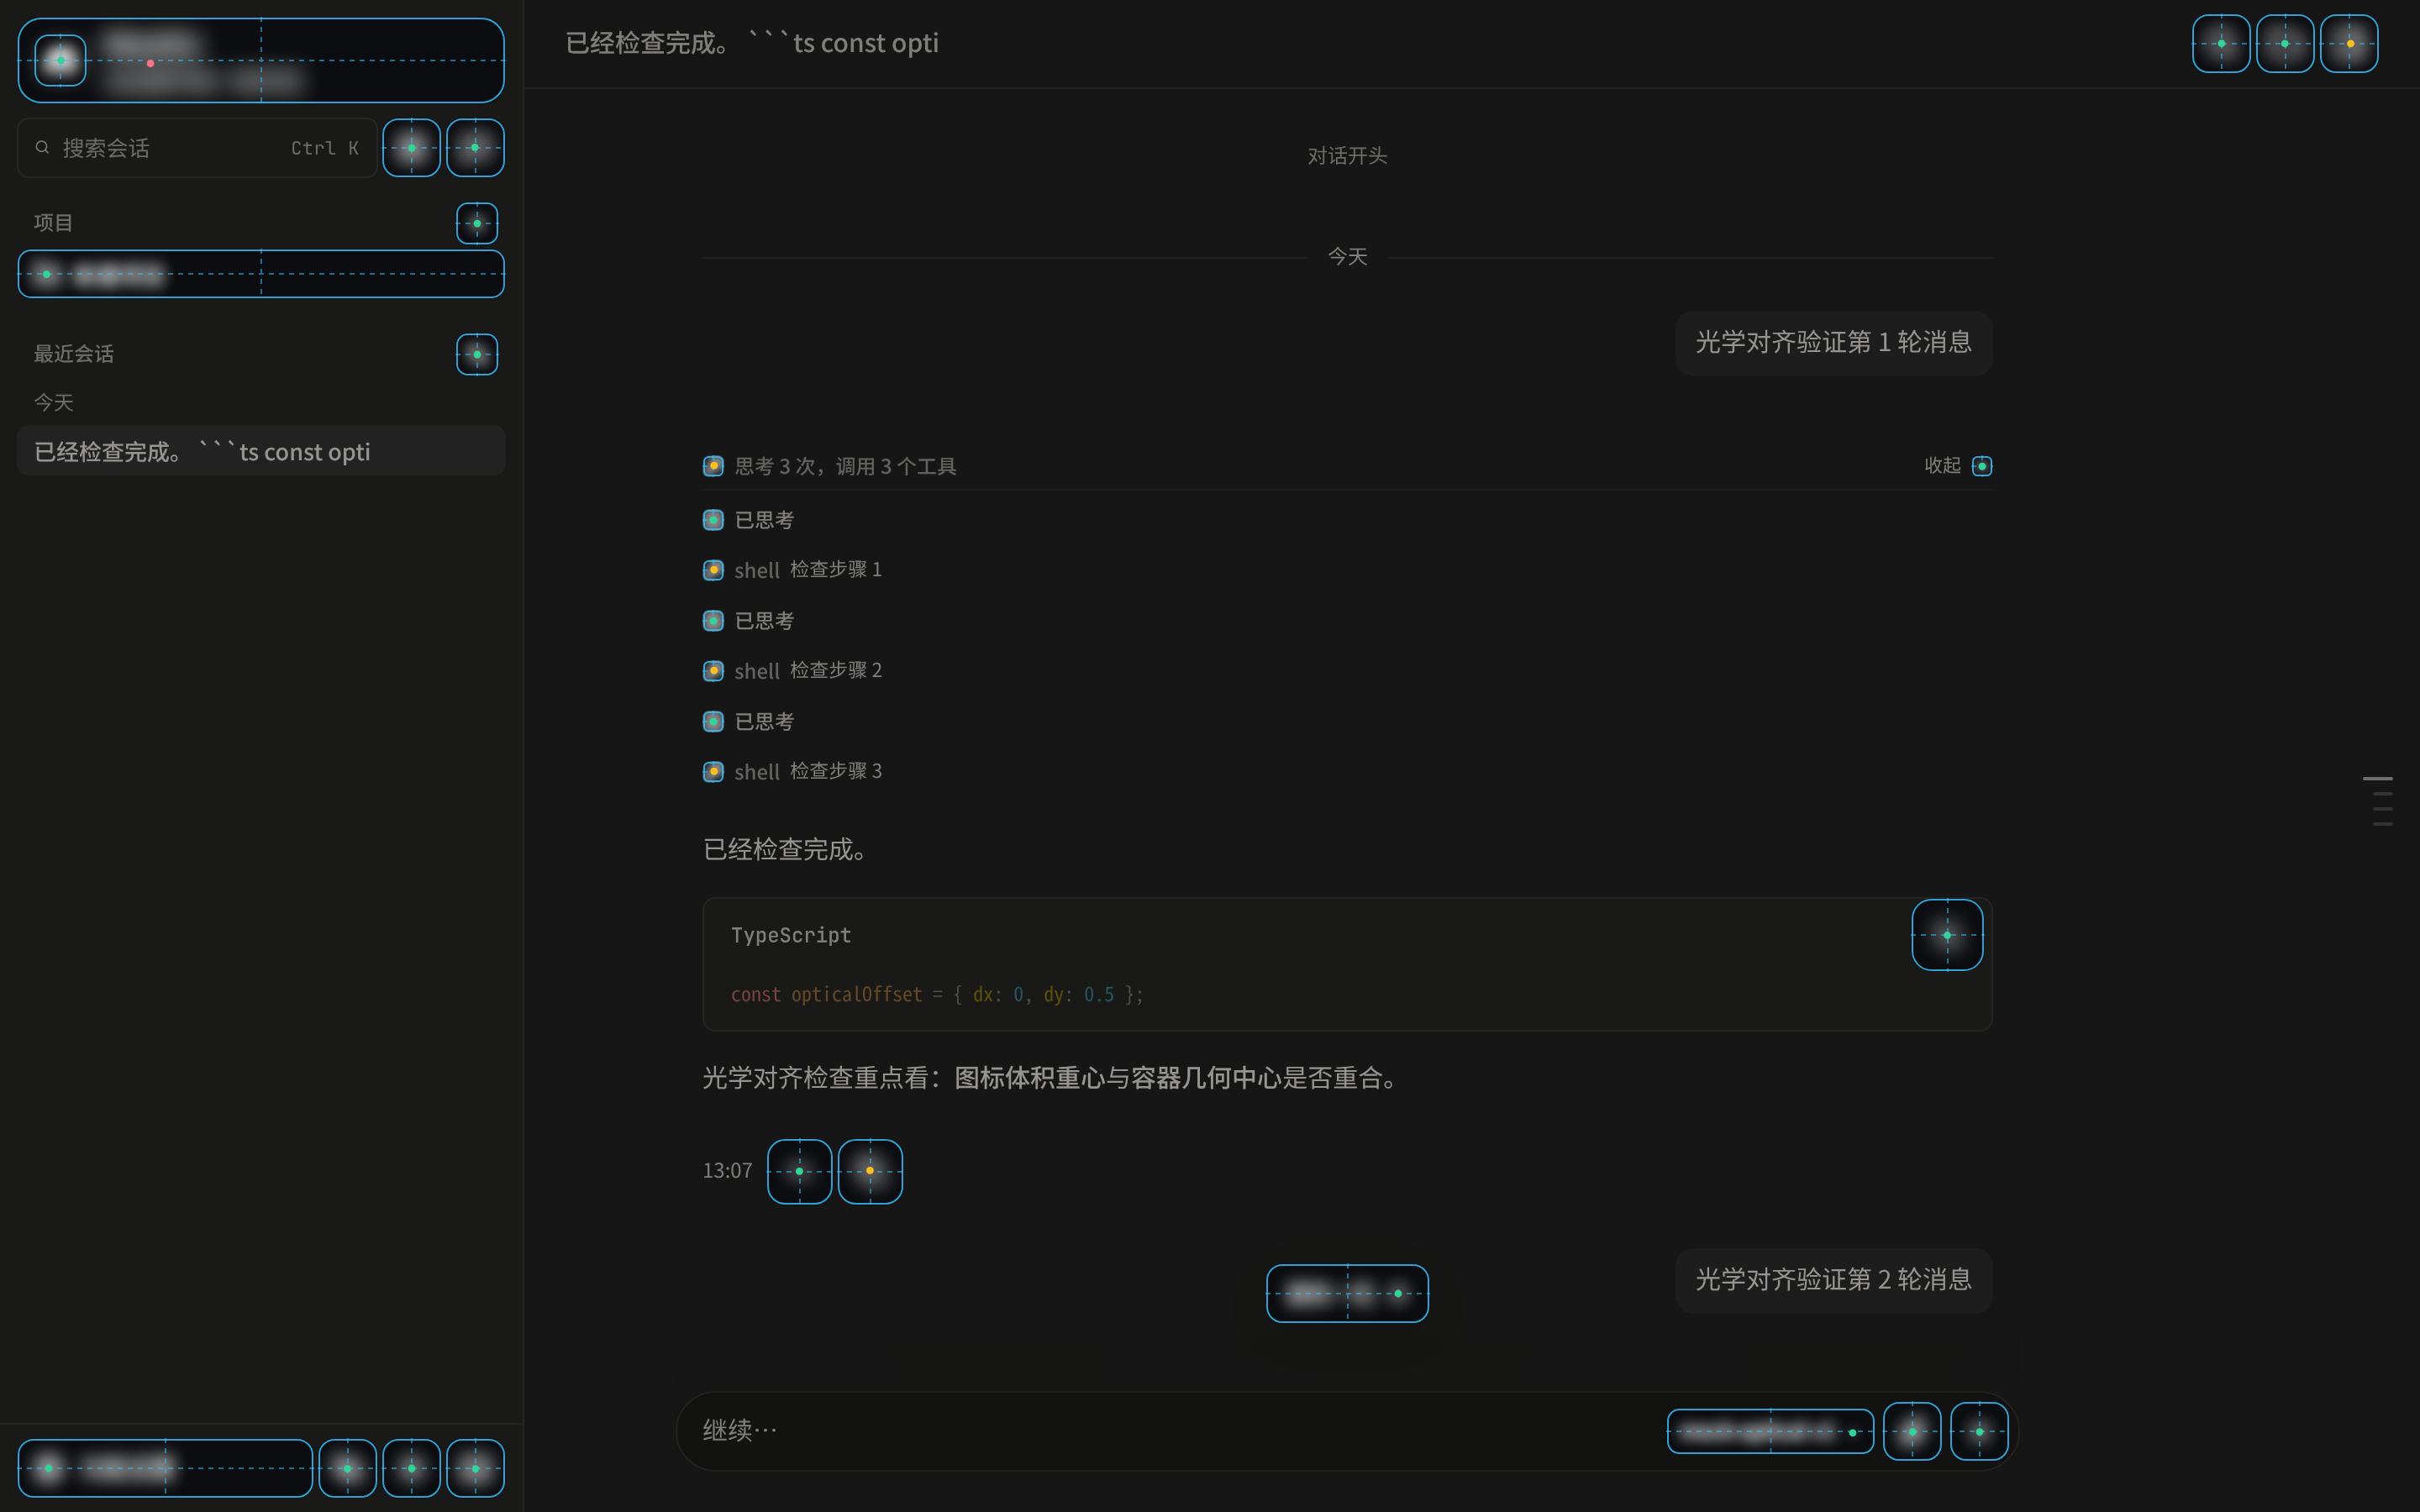 搜索会话 Ctrl K
项目
最近会话
今天
已经检查完成。 ```ts const opti
已经检查完成。 ```ts const opti
对话开头
今天
光学对齐验证第 1 轮消息
思考 3 次，调用 3 个工具 收起
已思考
shell 检查步骤 1
已思考
shell 检查步骤 2
已思考
shell 检查步骤 3
已经检查完成。
TypeScript
const opticalOffset = { dx: 0, dy: 0.5 };
光学对齐检查重点看：图标体积重心与容器几何中心是否重合。
13:07
光学对齐验证第 2 轮消息
继续…